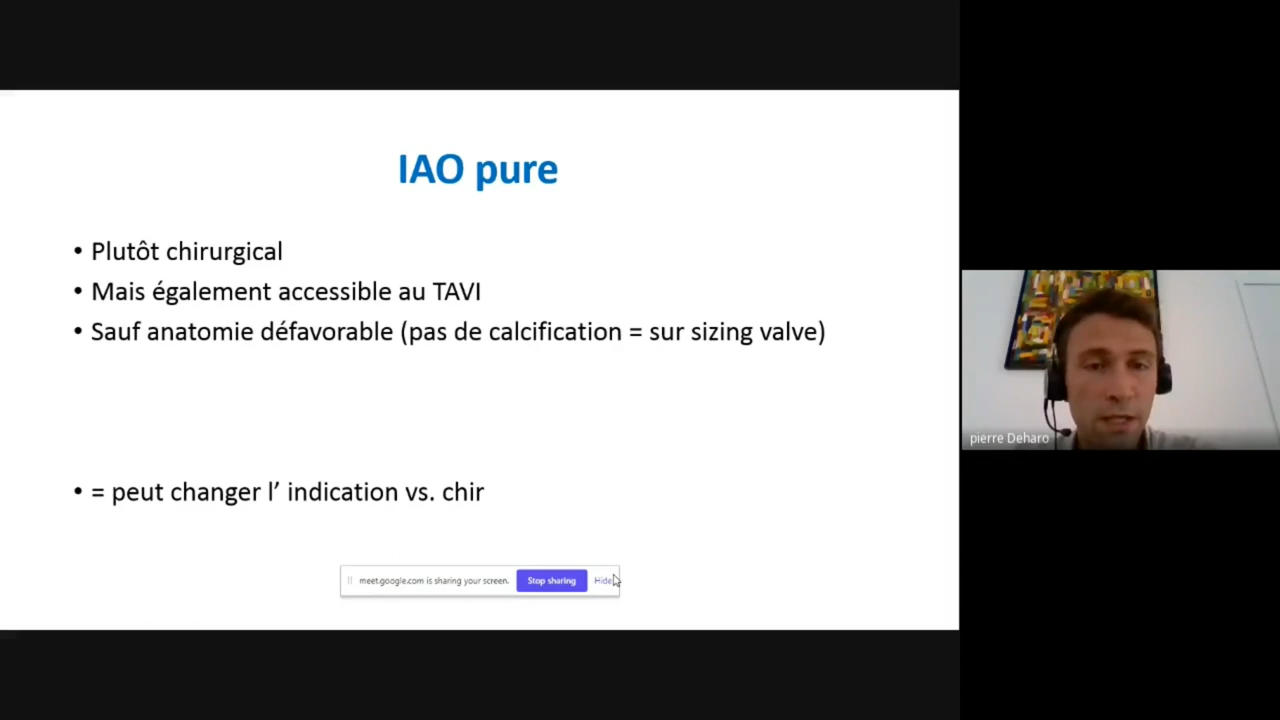 IAO pure
• Plutôt chirurgical
• Mais également accessible au TAVI
• Sauf anatomie défavorable (pas de calcification = sur sizing valve)
• = peut changer l’ indication vs. chir
meet.google.com is sharing your screen. Stop sharing Hide
pierre Deharo